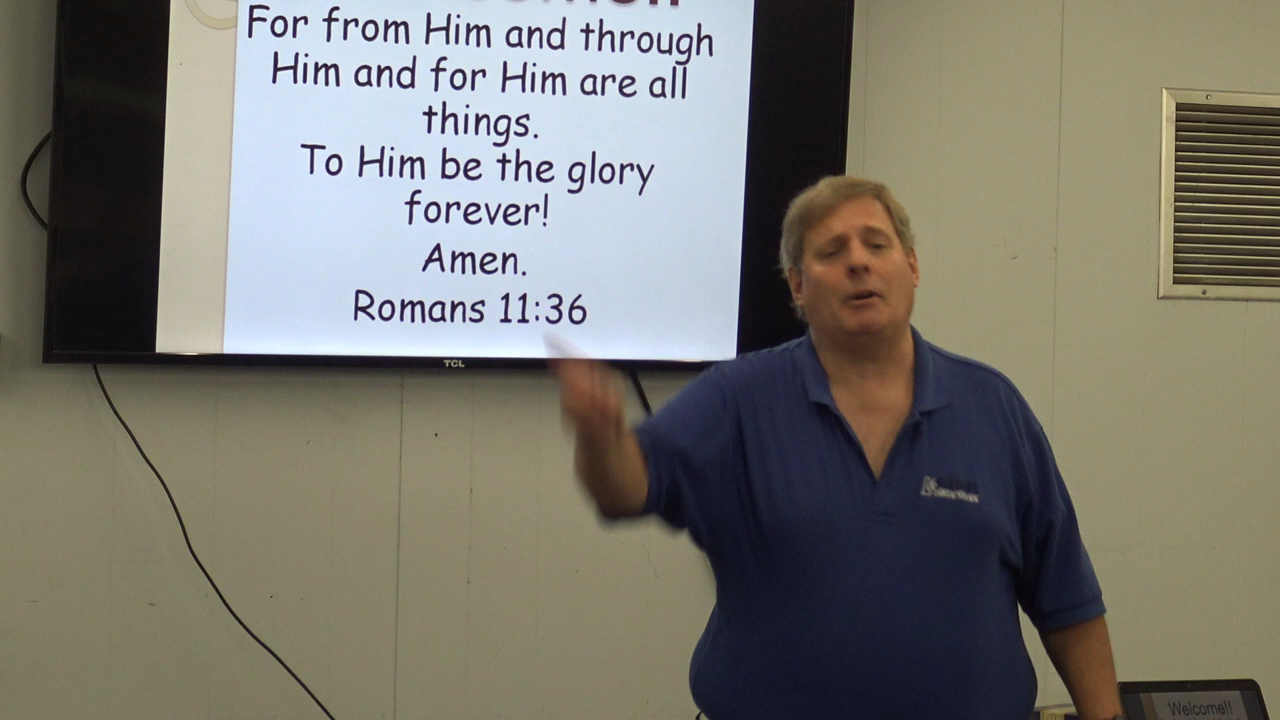 For from Him and through
Him and for Him are all
things.
To Him be the glory
forever!
Amen.
Romans 11:36
TCL
Welcome!!